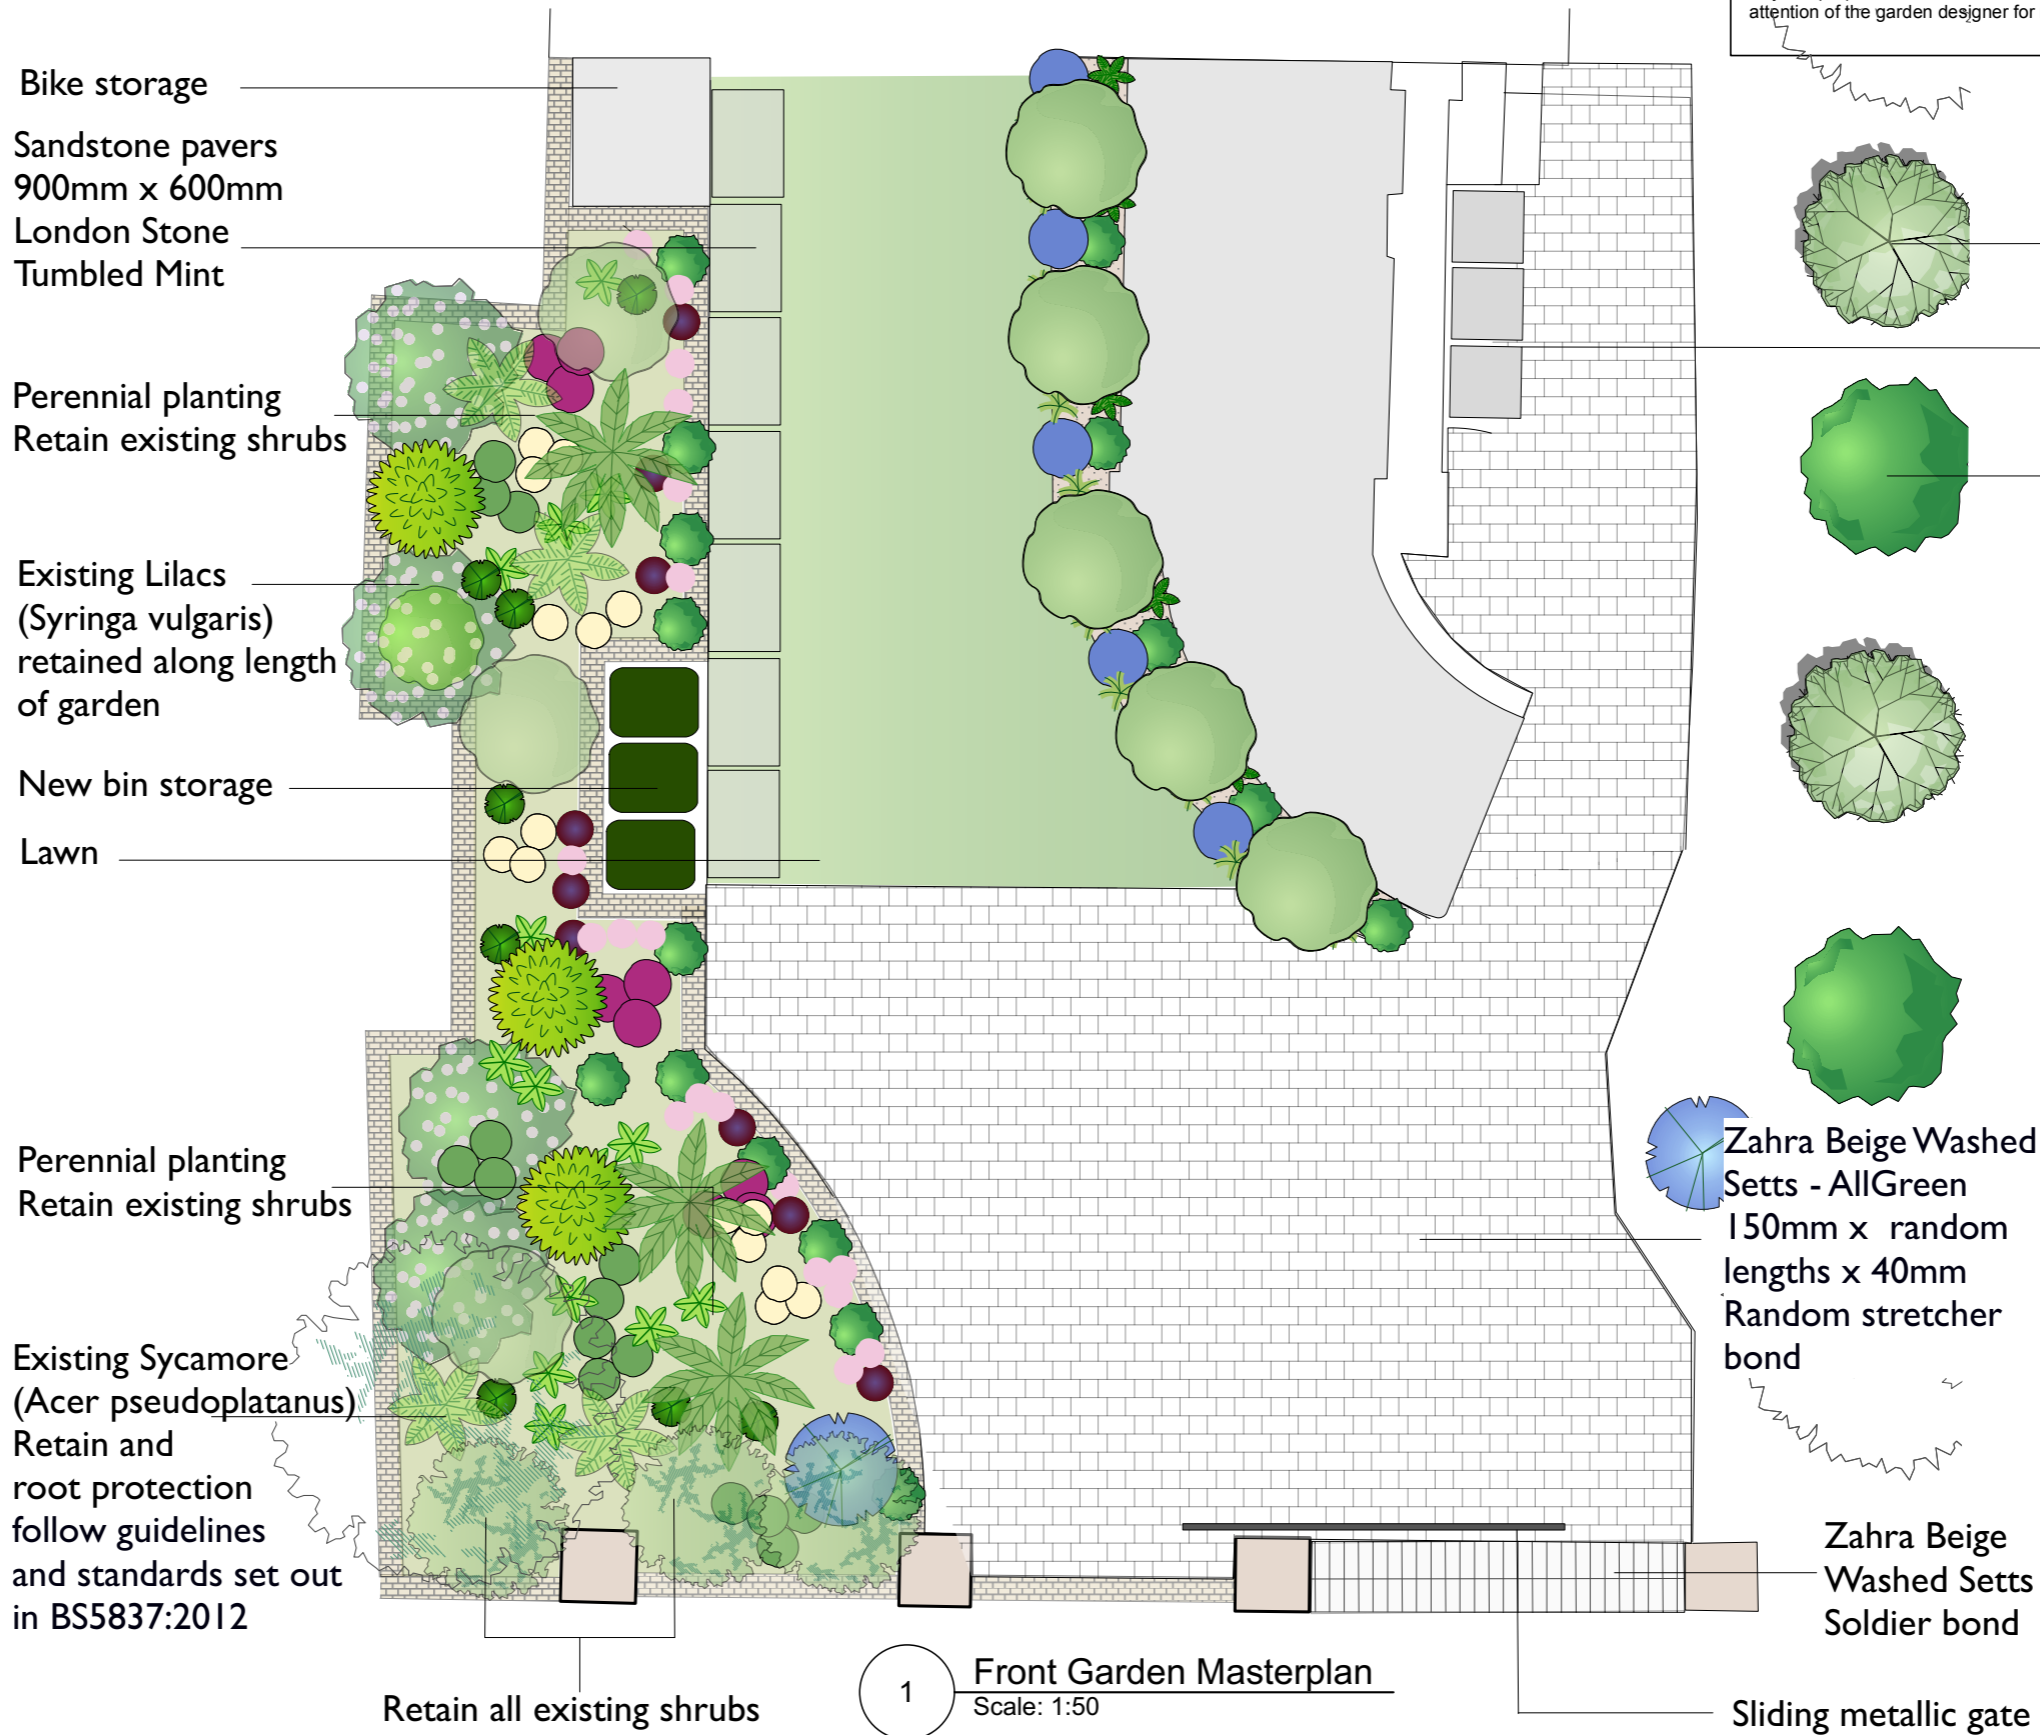 attention of the garden designer for
Bike storage
Sandstone pavers
900mm x 600mm
London Stone
Tumbled Mint
Perennial planting
Retain existing shrubs
Existing Lilacs
(Syringa vulgaris)
retained along length
of garden
New bin storage
Lawn
Perennial planting
Retain existing shrubs
Existing Sycamore
(Acer pseudoplatanus)
Retain and
root protection
follow guidelines
and standards set out
in BS5837:2012
Retain all existing shrubs
1
Front Garden Masterplan
Scale: 1:50
Zahra Beige Washed
Setts - AllGreen
150mm x random
lengths x 40mm
Random stretcher
bond
Zahra Beige
Washed Setts
Soldier bond
Sliding metallic gate